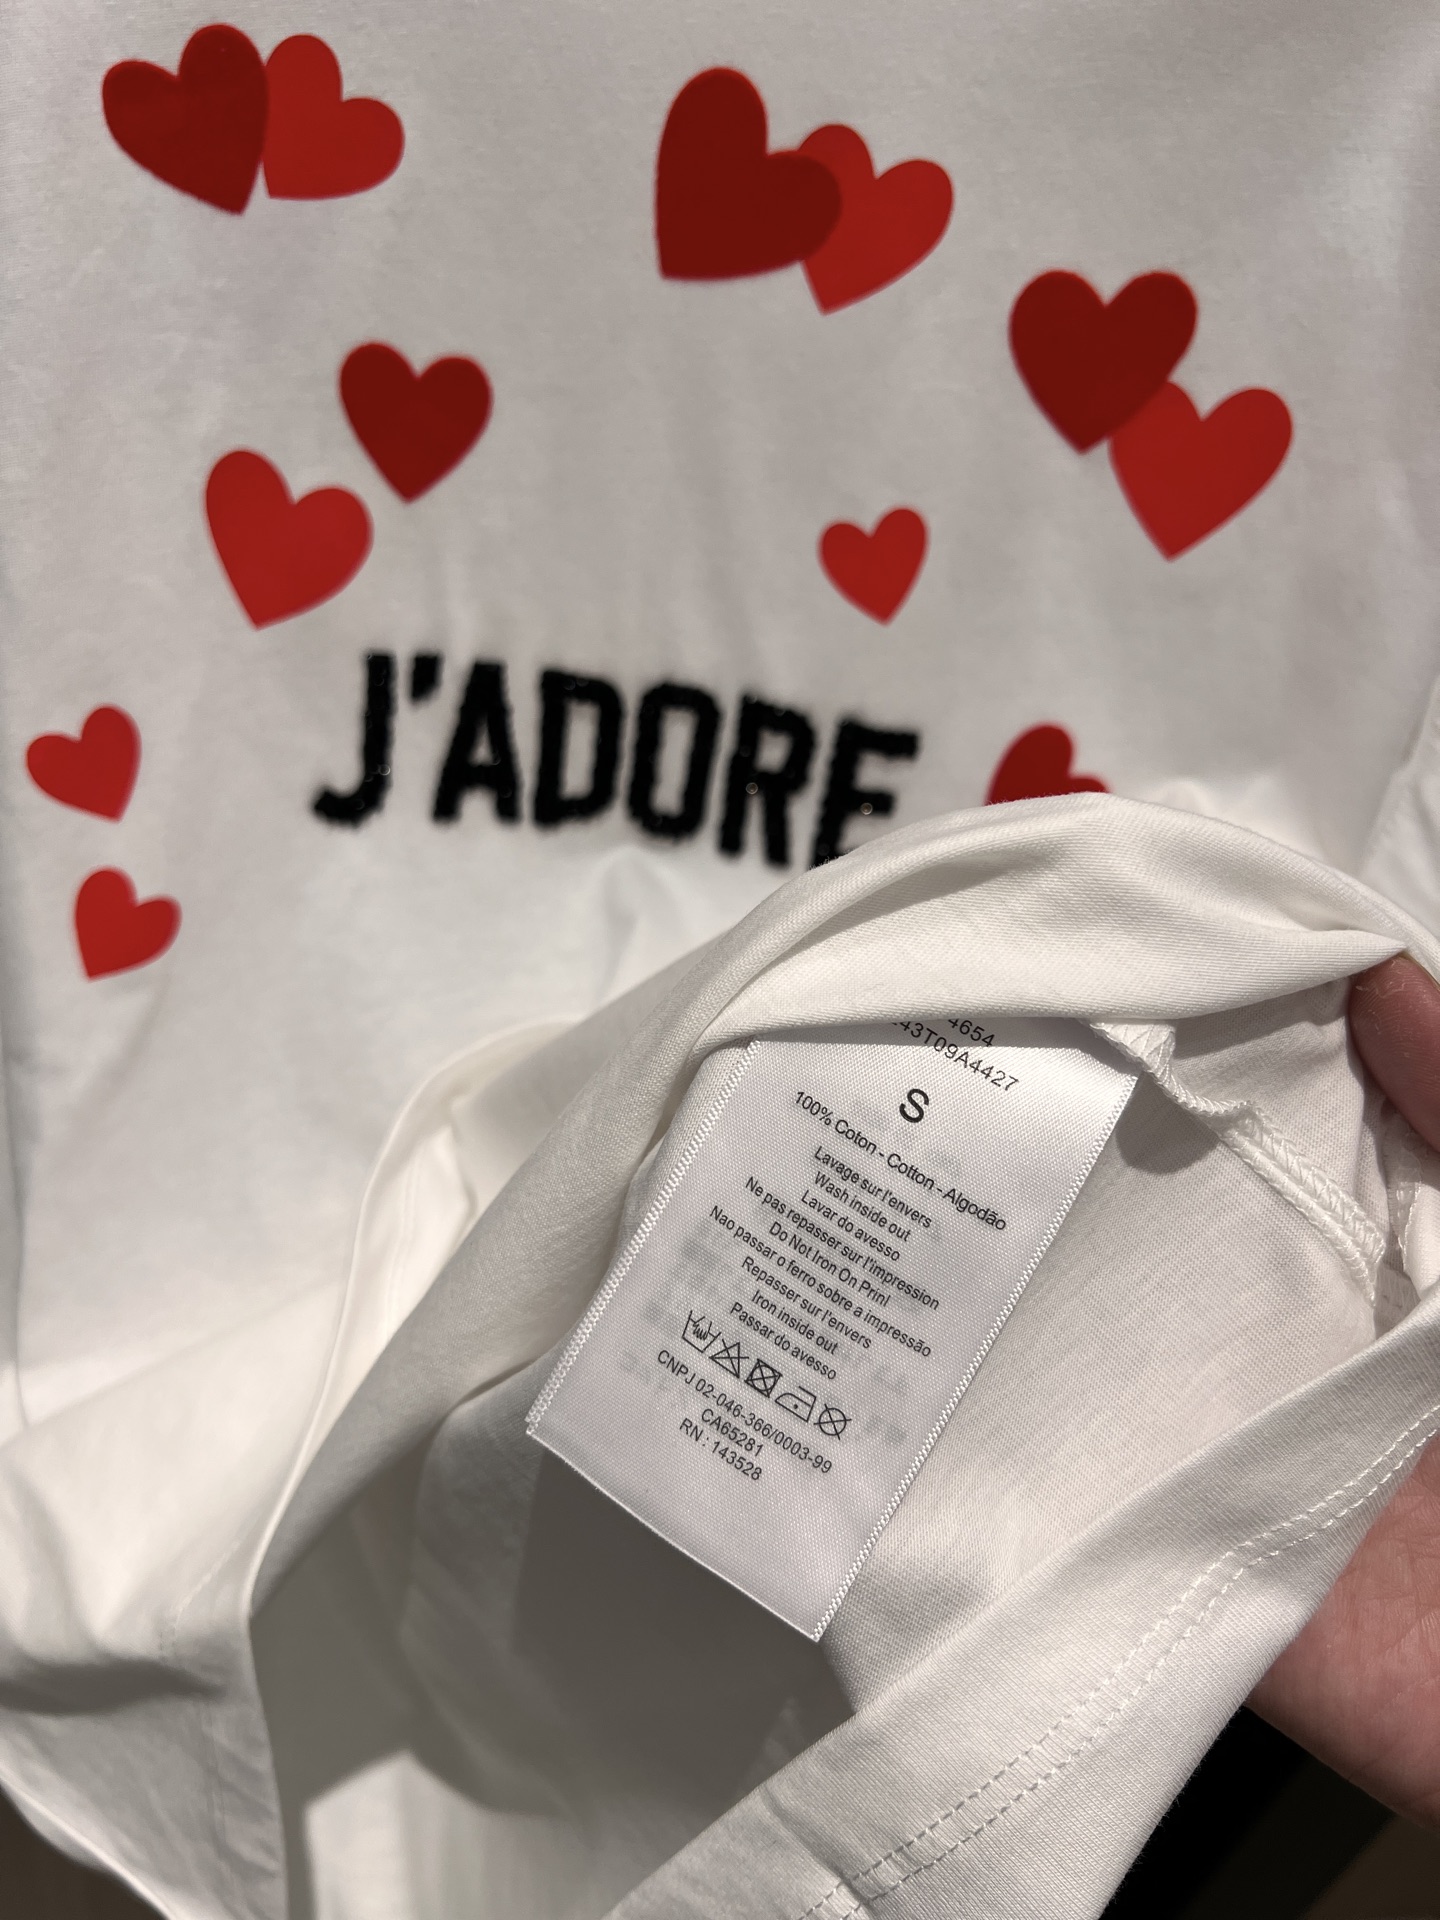 J'ADORE
4654
43T09A4427
S
100% Coton - Cotton - Algodão
Lavage sur l'envers
Wash inside out
Lavar do avesso
Ne pas repasser sur l'impression
Do Not Iron On Prinl
Nao passar o ferro sobre a impressão
Repasser sur l'envers
Iron inside out
Passar do avesso
CNPJ 02-046-366/0003-99
CA65281
RN : 143528